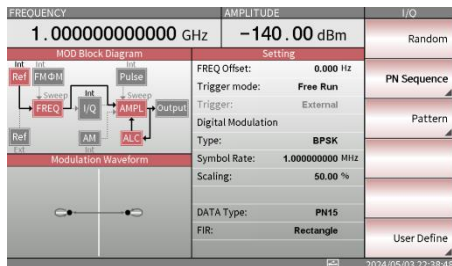 FREQUENCY
AMPLITUDE
I/Q
1.000000000000 GHz
-140.00 dBm
Random
MOD Block Diagram
Setting
Int Int Int
Ref FMΦM Pulse
Sweep Int Sweep
FREQ I/Q AMPL Output
Ref AM ALC
Ext Int
Modulation Waveform
FREQ Offset: 0.000 Hz
Trigger mode: Free Run
Trigger: External
Digital Modulation
Type: BPSK
Symbol Rate: 1.000000000 MHz
Scaling: 50.00 %
DATA Type: PN15
FIR: Rectangle
PN Sequence
Pattern
User Define
2024/05/03 22:38:48